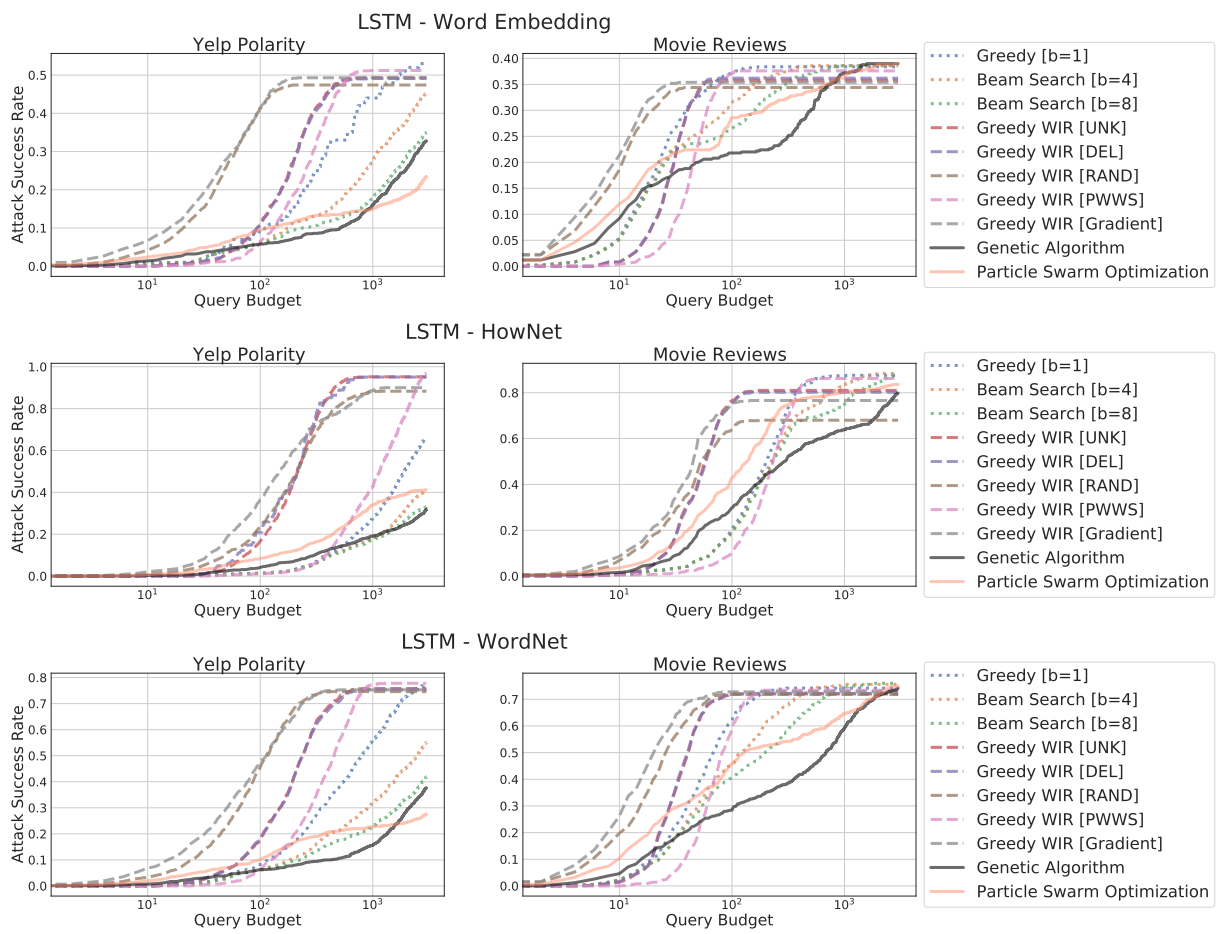 LSTM - Word Embedding
Yelp Polarity
Movie Reviews
Attack Success Rate
0.5
0.4
0.3
0.2
0.1
0.0
10¹
10²
10³
Query Budget
0.40
0.35
0.30
0.25
0.20
0.15
0.10
0.05
0.00
10¹
10²
10³
Query Budget
Greedy [b=1]
Beam Search [b=4]
Beam Search [b=8]
Greedy WIR [UNK]
Greedy WIR [DEL]
Greedy WIR [RAND]
Greedy WIR [PWWS]
Greedy WIR [Gradient]
Genetic Algorithm
Particle Swarm Optimization
LSTM - HowNet
Yelp Polarity
Movie Reviews
Attack Success Rate
1.0
0.8
0.6
0.4
0.2
0.0
10¹
10²
10³
Query Budget
0.8
0.6
0.4
0.2
0.0
10¹
10²
10³
Query Budget
Greedy [b=1]
Beam Search [b=4]
Beam Search [b=8]
Greedy WIR [UNK]
Greedy WIR [DEL]
Greedy WIR [RAND]
Greedy WIR [PWWS]
Greedy WIR [Gradient]
Genetic Algorithm
Particle Swarm Optimization
LSTM - WordNet
Yelp Polarity
Movie Reviews
Attack Success Rate
0.8
0.7
0.6
0.5
0.4
0.3
0.2
0.1
0.0
10¹
10²
10³
Query Budget
0.7
0.6
0.5
0.4
0.3
0.2
0.1
0.0
10¹
10²
10³
Query Budget
Greedy [b=1]
Beam Search [b=4]
Beam Search [b=8]
Greedy WIR [UNK]
Greedy WIR [DEL]
Greedy WIR [RAND]
Greedy WIR [PWWS]
Greedy WIR [Gradient]
Genetic Algorithm
Particle Swarm Optimization